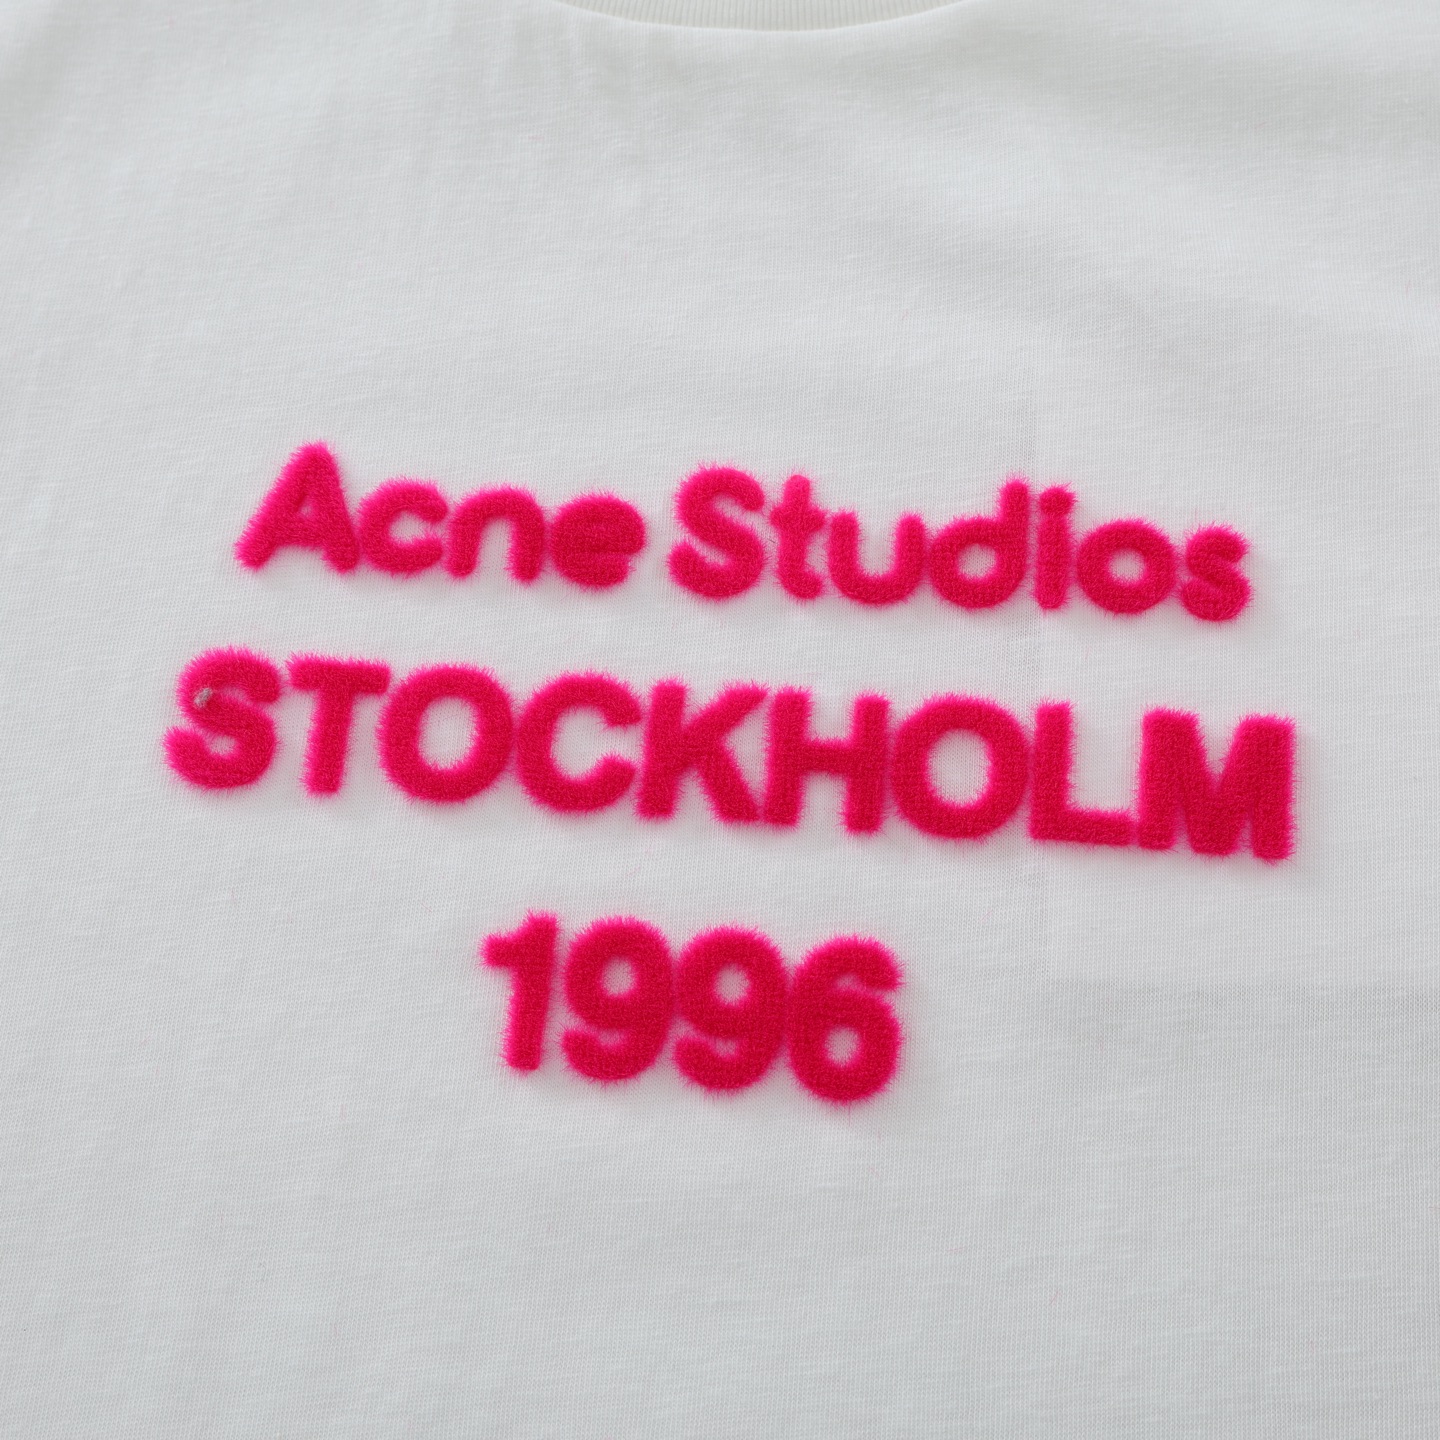 Acne Studios
STOCKHOLM
1996